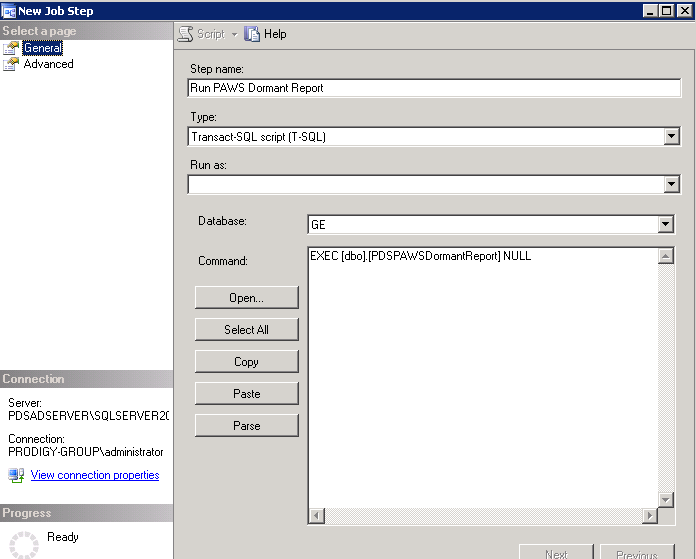 New Job Step
Select a page
General
Advanced
Script
Help
Step name:
Run PAWS Dormant Report
Type:
Transact-SQL script (T-SQL)
Run as:
Database:
GE
Command:
EXEC [dbo].[PDSPAWSDormantReport] NULL
Open...
Select All
Copy
Paste
Parse
Connection
Server:
PDSADSERVER\SQLSERVER20
Connection:
PRODIGY-GROUP\administrator
View connection properties
Progress
Ready
Next
Previous